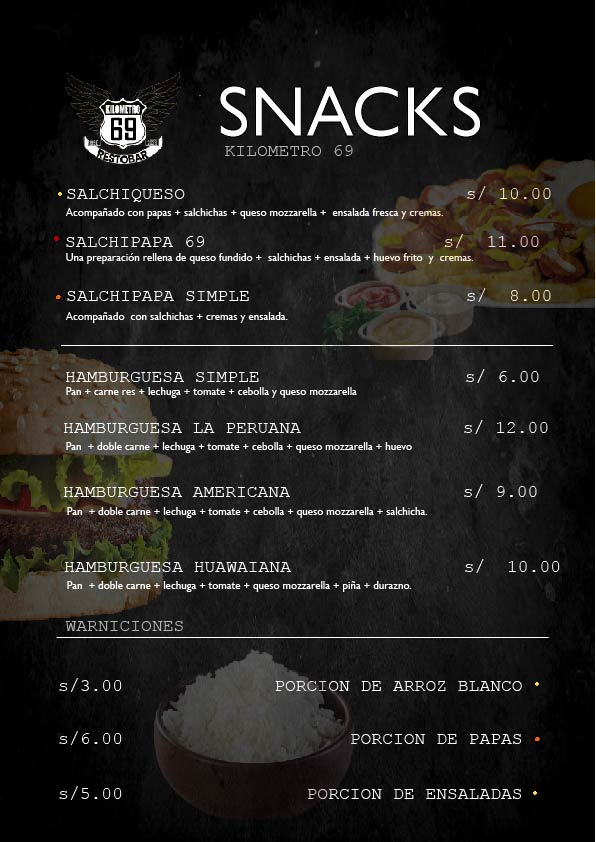 KILOMETRO
69
RESTOBAR
SNACKS
KILOMETRO 69
SALCHIQUESO s/ 10.00
Acompañado con papas + salchichas + queso mozzarella + ensalada fresca y cremas.
SALCHIPAPA 69 s/ 11.00
Una preparación rellena de queso fundido + salchichas + ensalada + huevo frito y cremas.
SALCHIPAPA SIMPLE s/ 8.00
Acompañado con salchichas + cremas y ensalada.
HAMBURGUESA SIMPLE s/ 6.00
Pan + carne res + lechuga + tomate + cebolla y queso mozzarella
HAMBURGUESA LA PERUANA s/ 12.00
Pan + doble carne + lechuga + tomate + cebolla + queso mozzarella + huevo
HAMBURGUESA AMERICANA s/ 9.00
Pan + doble carne + lechuga + tomate + cebolla + queso mozzarella + salchicha.
HAMBURGUESA HUAWAIANA s/ 10.00
Pan + doble carne + lechuga + tomate + queso mozzarella + piña + durazno.
WARNICIONES
s/3.00 PORCION DE ARROZ BLANCO
s/6.00 PORCION DE PAPAS
s/5.00 PORCION DE ENSALADAS